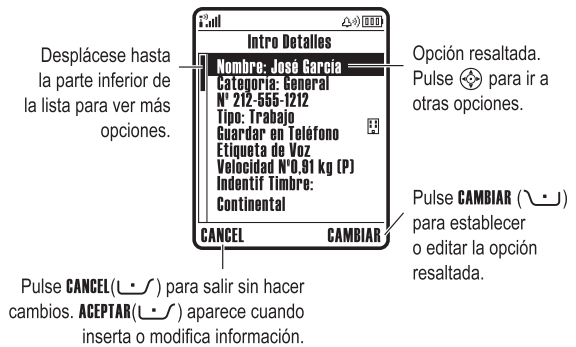 Intro Detalles
Desplácese hasta
la parte inferior de
la lista para ver más
opciones.
Nombre: José García
Categoría: General
Nº 212-555-1212
Tipo: Trabajo
Guardar en Teléfono
Etiqueta de Voz
Velocidad Nº0,91 kg (P)
Indentif Timbre:
Continental
CANCEL
CAMBIAR
Opción resaltada.
Pulse para ir a
otras opciones.
Pulse CAMBIAR ( )
para establecer
o editar la opción
resaltada.
Pulse CANCEL( ) para salir sin hacer
cambios. ACEPTAR( ) aparece cuando
inserta o modifica información.